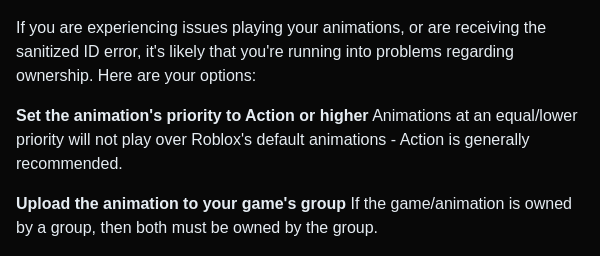 If you are experiencing issues playing your animations, or are receiving the
sanitized ID error, it's likely that you're running into problems regarding
ownership. Here are your options:
Set the animation's priority to Action or higher Animations at an equal/lower
priority will not play over Roblox's default animations - Action is generally
recommended.
Upload the animation to your game's group If the game/animation is owned
by a group, then both must be owned by the group.